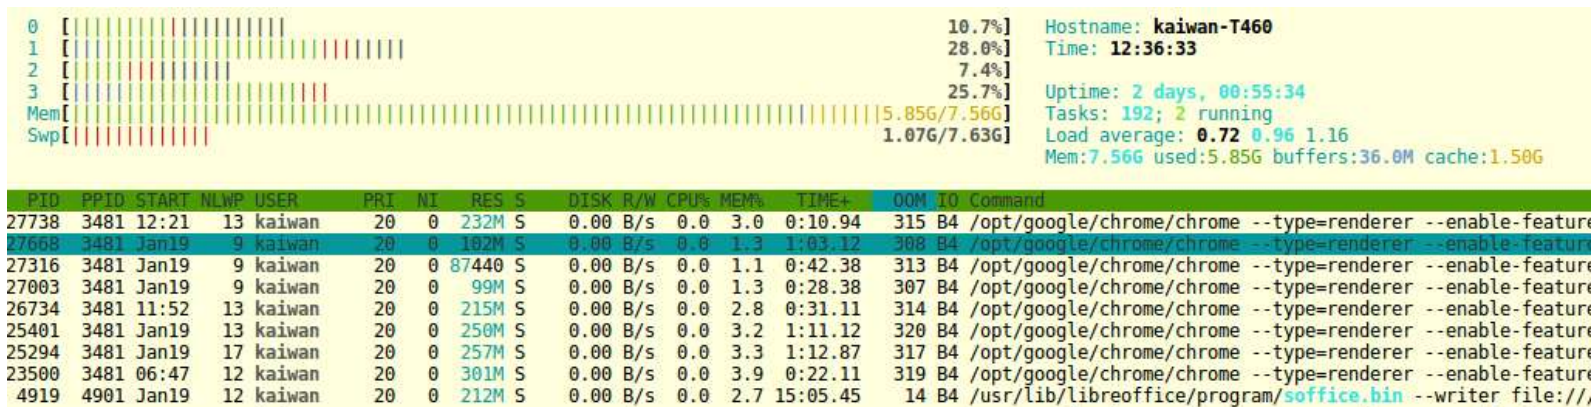 0 [|||||||||||||||||||||| 10.7%] Hostname: kaiwan-T460
1 [||||||||||||||||||||||||||||||||||| 28.0%] Time: 12:36:33
2 [||||||||||||||||| 7.4%]
3 [||||||||||||||||||||||||||| 25.7%] Uptime: 2 days, 00:55:34
Mem[||||||||||||||||||||||||||||||||||||||||||||||||||||||||||||||||||||||||||||5.85G/7.56G] Tasks: 192; 2 running
Swp[|||||||||||||| 1.07G/7.63G] Load average: 0.72 0.96 1.16
Mem:7.56G used:5.85G buffers:36.0M cache:1.50G
PID PPID START NLWP USER PRI NI RES S DISK R/W CPU% MEM% TIME+ OOM IO Command
27738 3481 12:21 13 kaiwan 20 0 232M S 0.00 B/s 0.0 3.0 0:10.94 315 B4 /opt/google/chrome/chrome --type=renderer --enable-feature
27668 3481 Jan19 9 kaiwan 20 0 102M S 0.00 B/s 0.0 1.3 1:03.12 308 B4 /opt/google/chrome/chrome --type=renderer --enable-feature
27316 3481 Jan19 9 kaiwan 20 0 87440 S 0.00 B/s 0.0 1.1 0:42.38 313 B4 /opt/google/chrome/chrome --type=renderer --enable-feature
27003 3481 Jan19 9 kaiwan 20 0 99M S 0.00 B/s 0.0 1.3 0:28.38 307 B4 /opt/google/chrome/chrome --type=renderer --enable-feature
26734 3481 11:52 13 kaiwan 20 0 215M S 0.00 B/s 0.0 2.8 0:31.11 314 B4 /opt/google/chrome/chrome --type=renderer --enable-feature
25401 3481 Jan19 13 kaiwan 20 0 250M S 0.00 B/s 0.0 3.2 1:11.12 320 B4 /opt/google/chrome/chrome --type=renderer --enable-feature
25294 3481 Jan19 17 kaiwan 20 0 257M S 0.00 B/s 0.0 3.3 1:12.87 317 B4 /opt/google/chrome/chrome --type=renderer --enable-feature
23500 3481 06:47 12 kaiwan 20 0 301M S 0.00 B/s 0.0 3.9 0:22.11 319 B4 /opt/google/chrome/chrome --type=renderer --enable-feature
4919 4901 Jan19 12 kaiwan 20 0 212M S 0.00 B/s 0.0 2.7 15:05.45 14 B4 /usr/lib/libreoffice/program/soffice.bin --writer file://